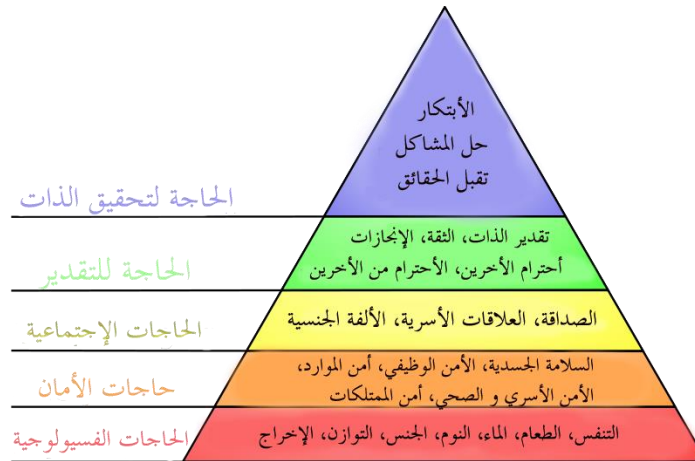 الأبتكار
حل المشاكل
تقبل الحقائق
الحاجة لتحقيق الذات
تقدير الذات، الثقة، الإنجازات
أحترام الأخرين، الأحترام من الأخرين
الحاجة للتقدير
الصداقة، العلاقات الأسرية، الألفة الجنسية
الحاجات الإجتماعية
السلامة الجسدية، الأمن الوظيفي، أمن الموارد،
الأمن الأسري و الصحي، أمن الممتلكات
حاجات الأمان
التنفس، الطعام، الماء، النوم، الجنس، التوازن، الإخراج
الحاجات الفسيولوجية